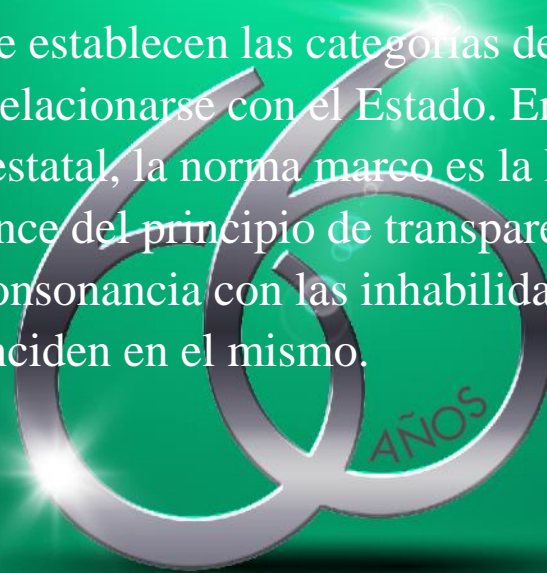 e establecen las categorías de
elacionarse con el Estado. En
estatal, la norma marco es la
nce del principio de transpare
onsonancia con las inhabilida
nciden en el mismo.
66
AÑOS